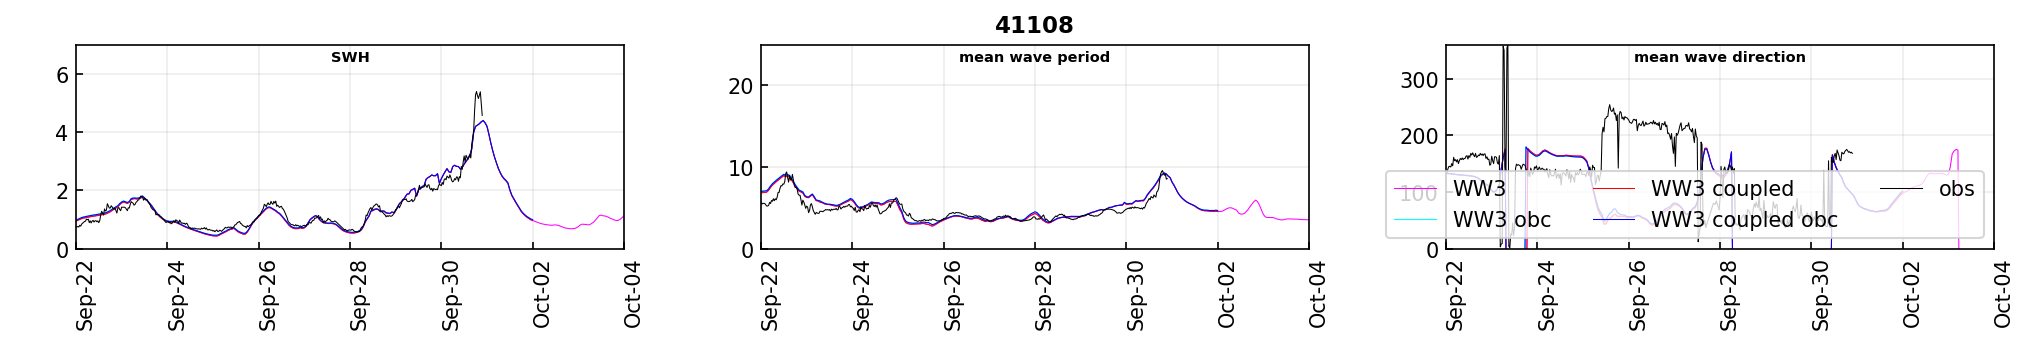 41108
SWH
6
4
2
0
Sep-22
Sep-24
Sep-26
Sep-28
Sep-30
Oct-02
Oct-04
mean wave period
20
10
0
Sep-22
Sep-24
Sep-26
Sep-28
Sep-30
Oct-02
Oct-04
mean wave direction
300
200
100
0
WW3 WW3 coupled obs
WW3 obc WW3 coupled obc
Sep-22
Sep-24
Sep-26
Sep-28
Sep-30
Oct-02
Oct-04